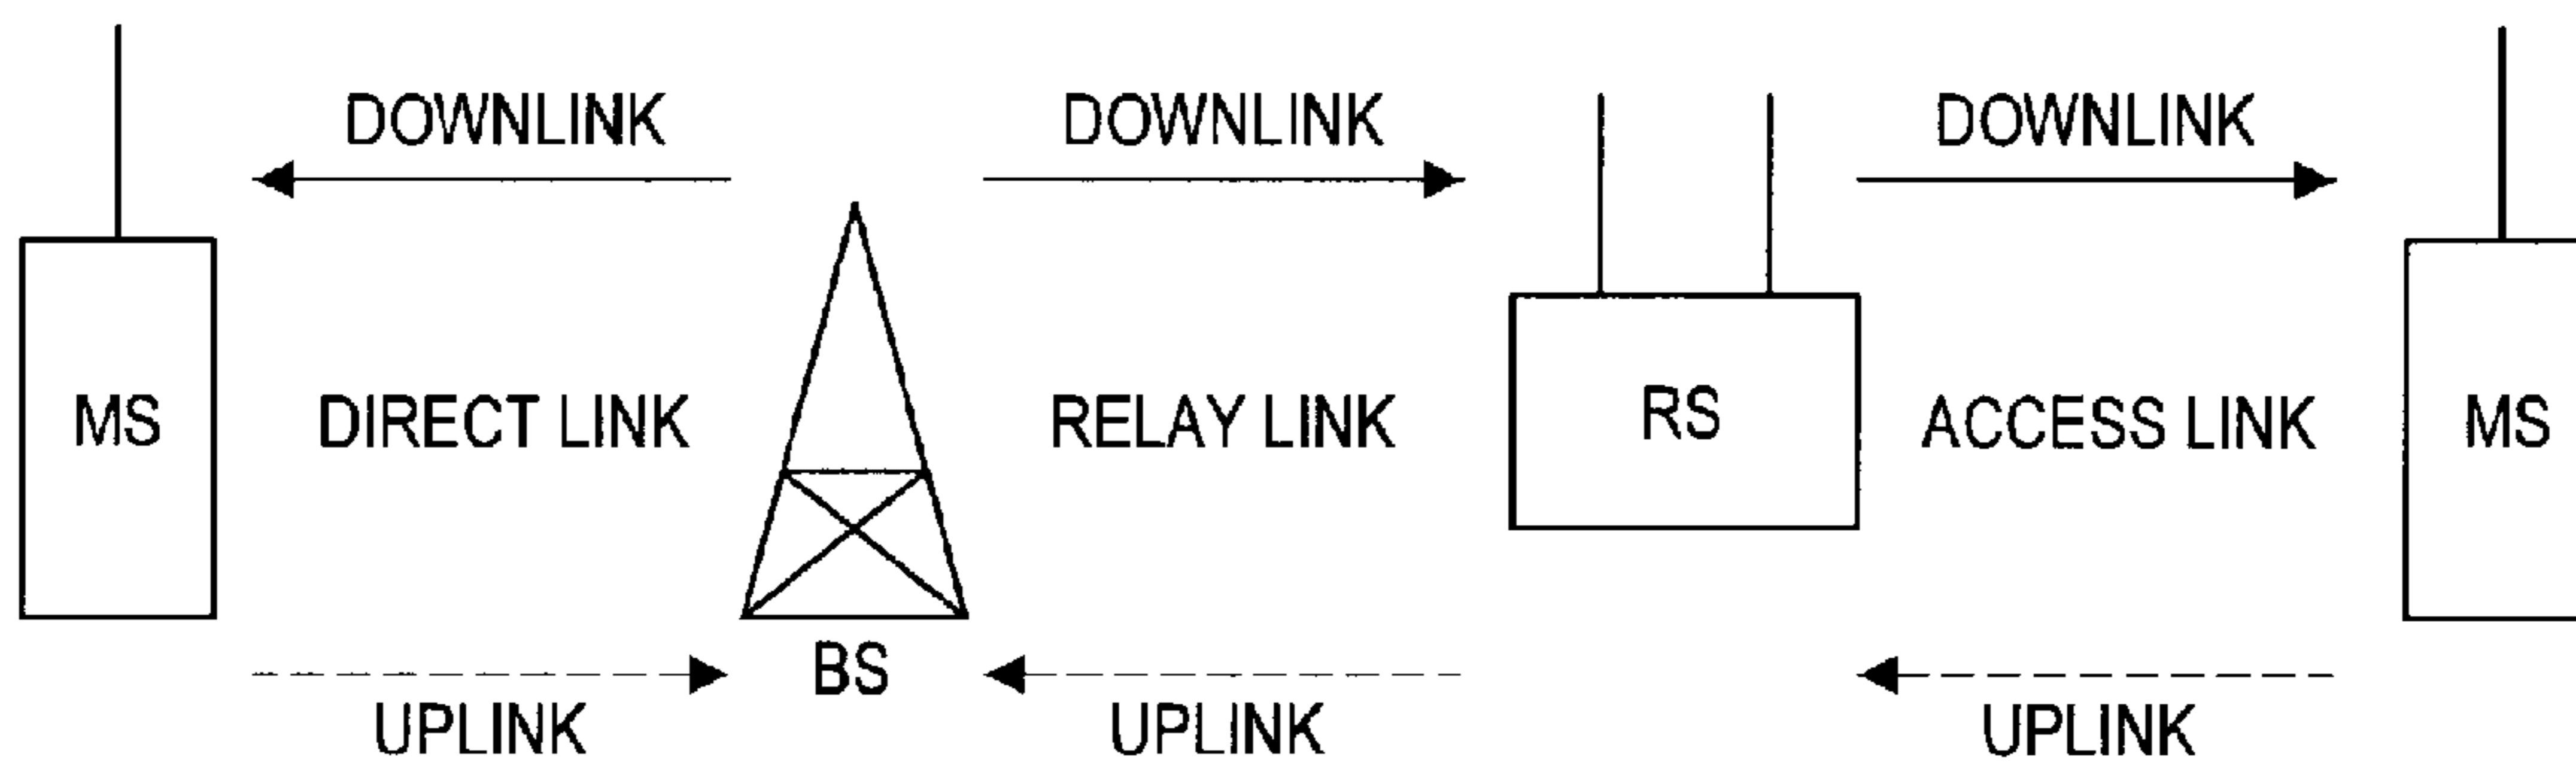 DOWNLINK
DOWNLINK
DOWNLINK
MS
DIRECT LINK
RELAY LINK
RS
ACCESS LINK
MS
BS
UPLINK
UPLINK
UPLINK